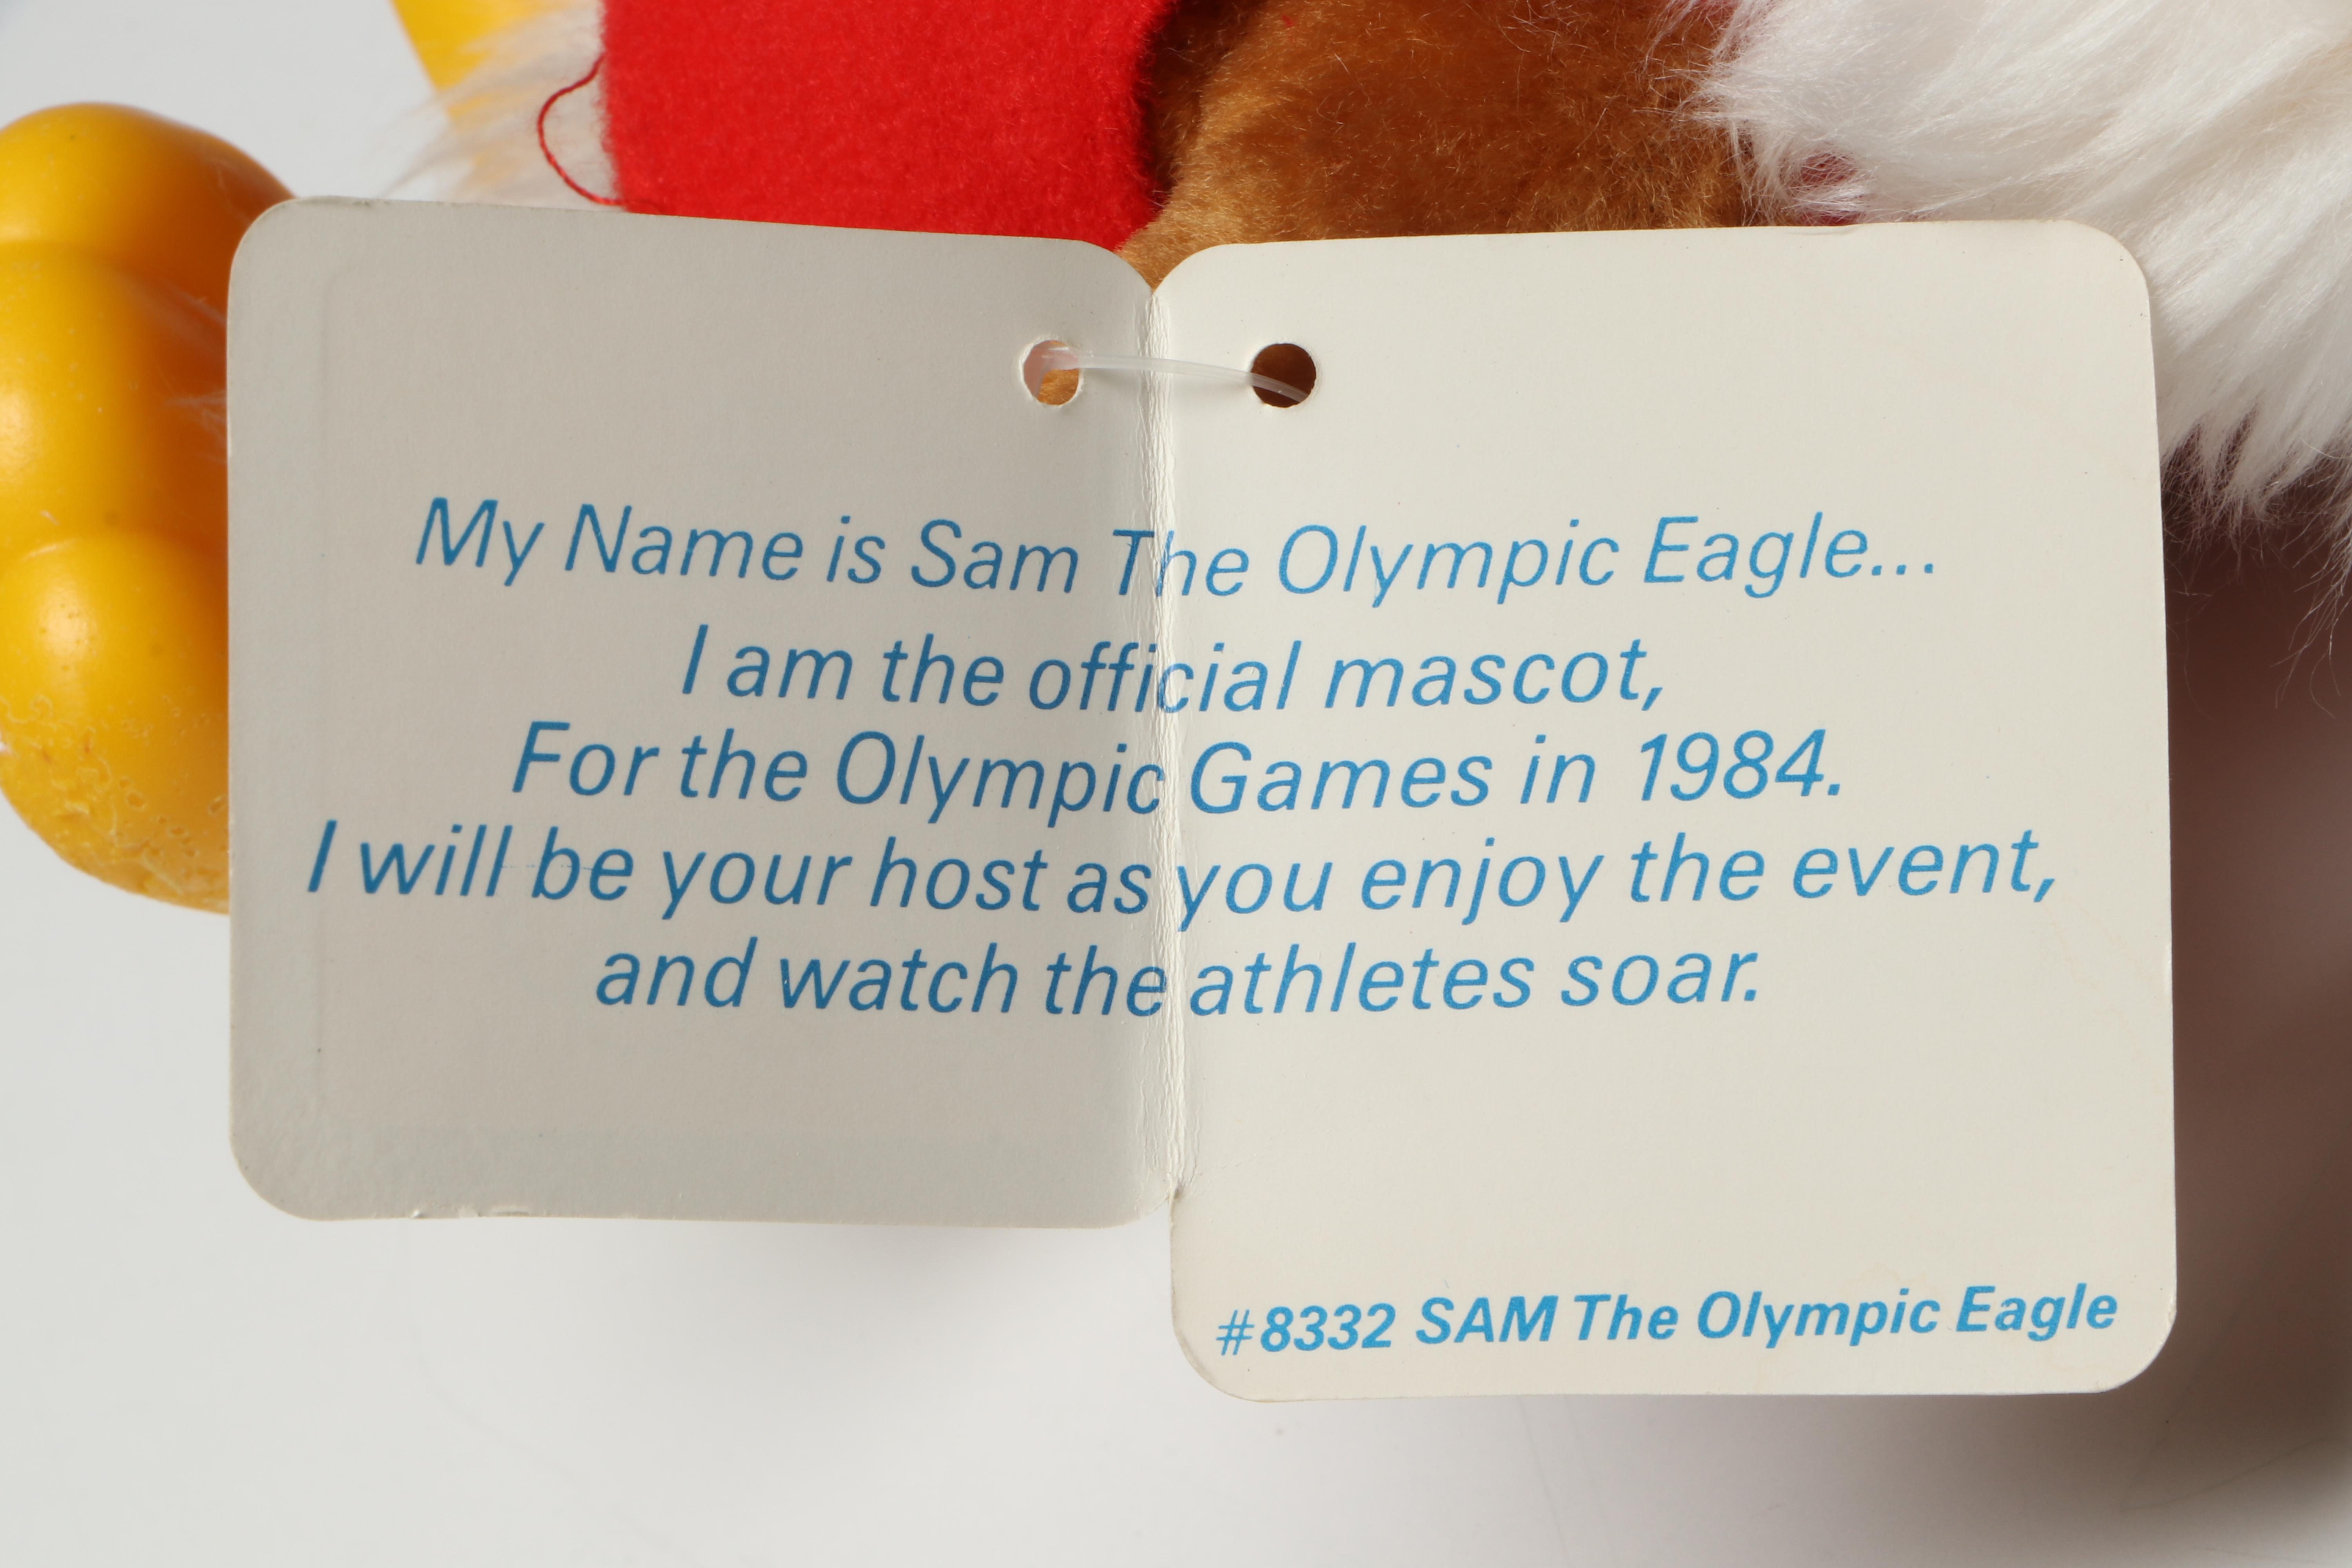 My Name is Sam The Olympic Eagle...
I am the official mascot,
For the Olympic Games in 1984.
I will be your host as you enjoy the event,
and watch the athletes soar.
#8332 SAM The Olympic Eagle